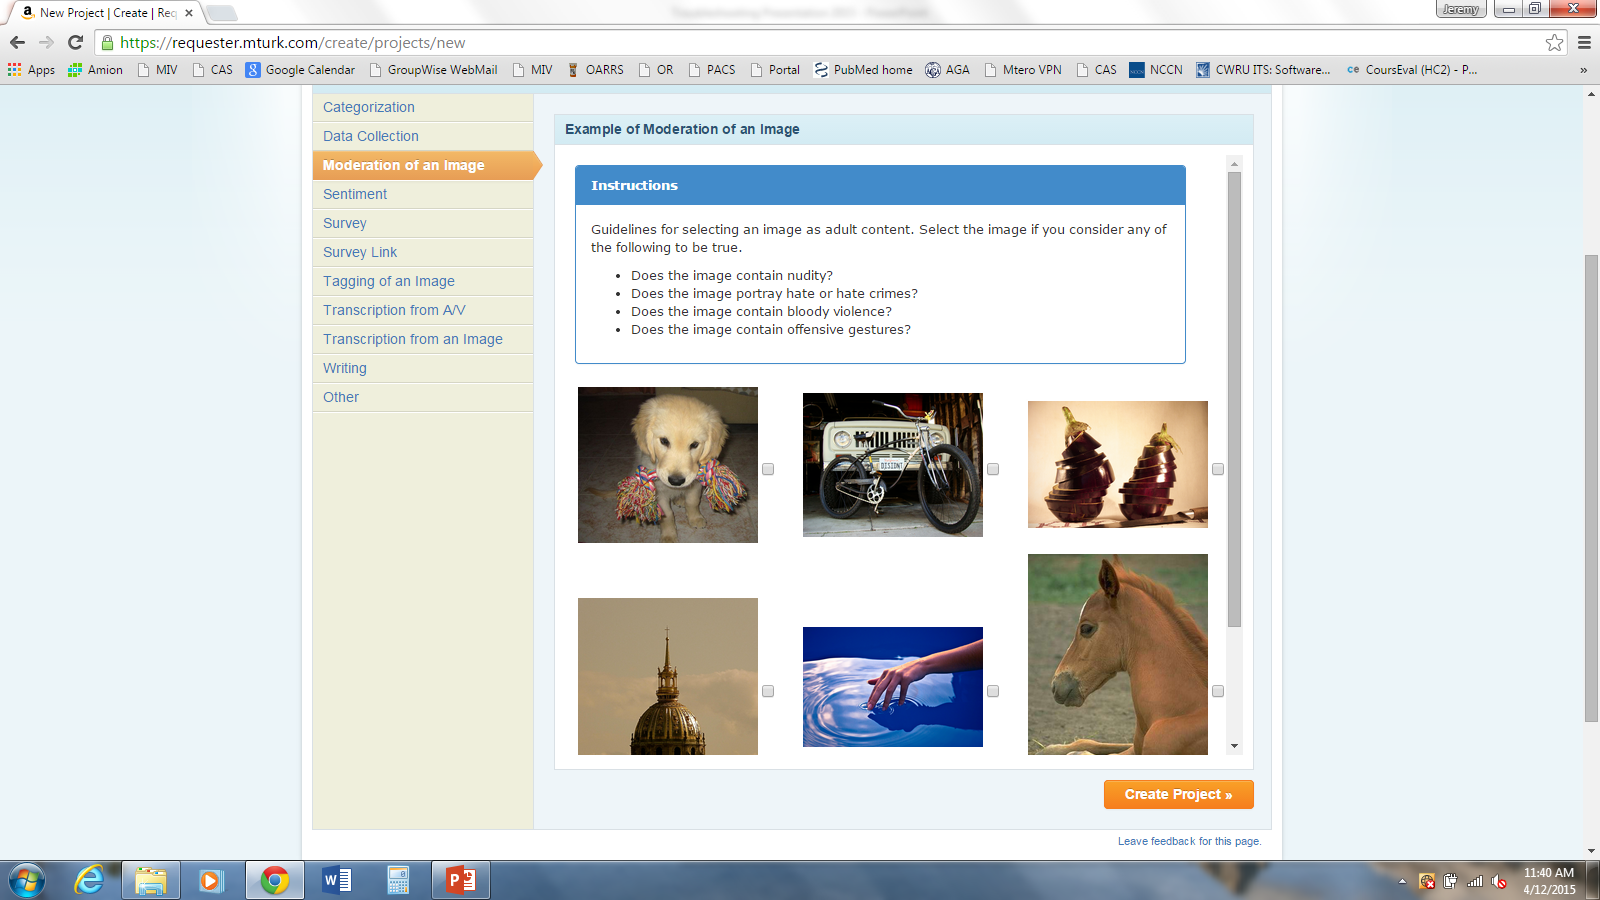 Troubleshooting Presentation 2015 - PowerPoint
New Project | Create | Req
Jeremy
https://requester.mturk.com/create/projects/new
Apps Amion MIV CAS Google Calendar GroupWise WebMail MIV OARRS OR PACS Portal PubMed home AGA Mtero VPN CAS NCCN CWRU ITS: Software... CoursEval (HC2) - P... »
Categorization
Data Collection
Moderation of an Image
Sentiment
Survey
Survey Link
Tagging of an Image
Transcription from A/V
Transcription from an Image
Writing
Other
Example of Moderation of an Image
Instructions
Guidelines for selecting an image as adult content. Select the image if you consider any of
the following to be true.
• Does the image contain nudity?
• Does the image portray hate or hate crimes?
• Does the image contain bloody violence?
• Does the image contain offensive gestures?
DISIDNT
Create Project »
Leave feedback for this page.
11:40 AM
4/12/2015